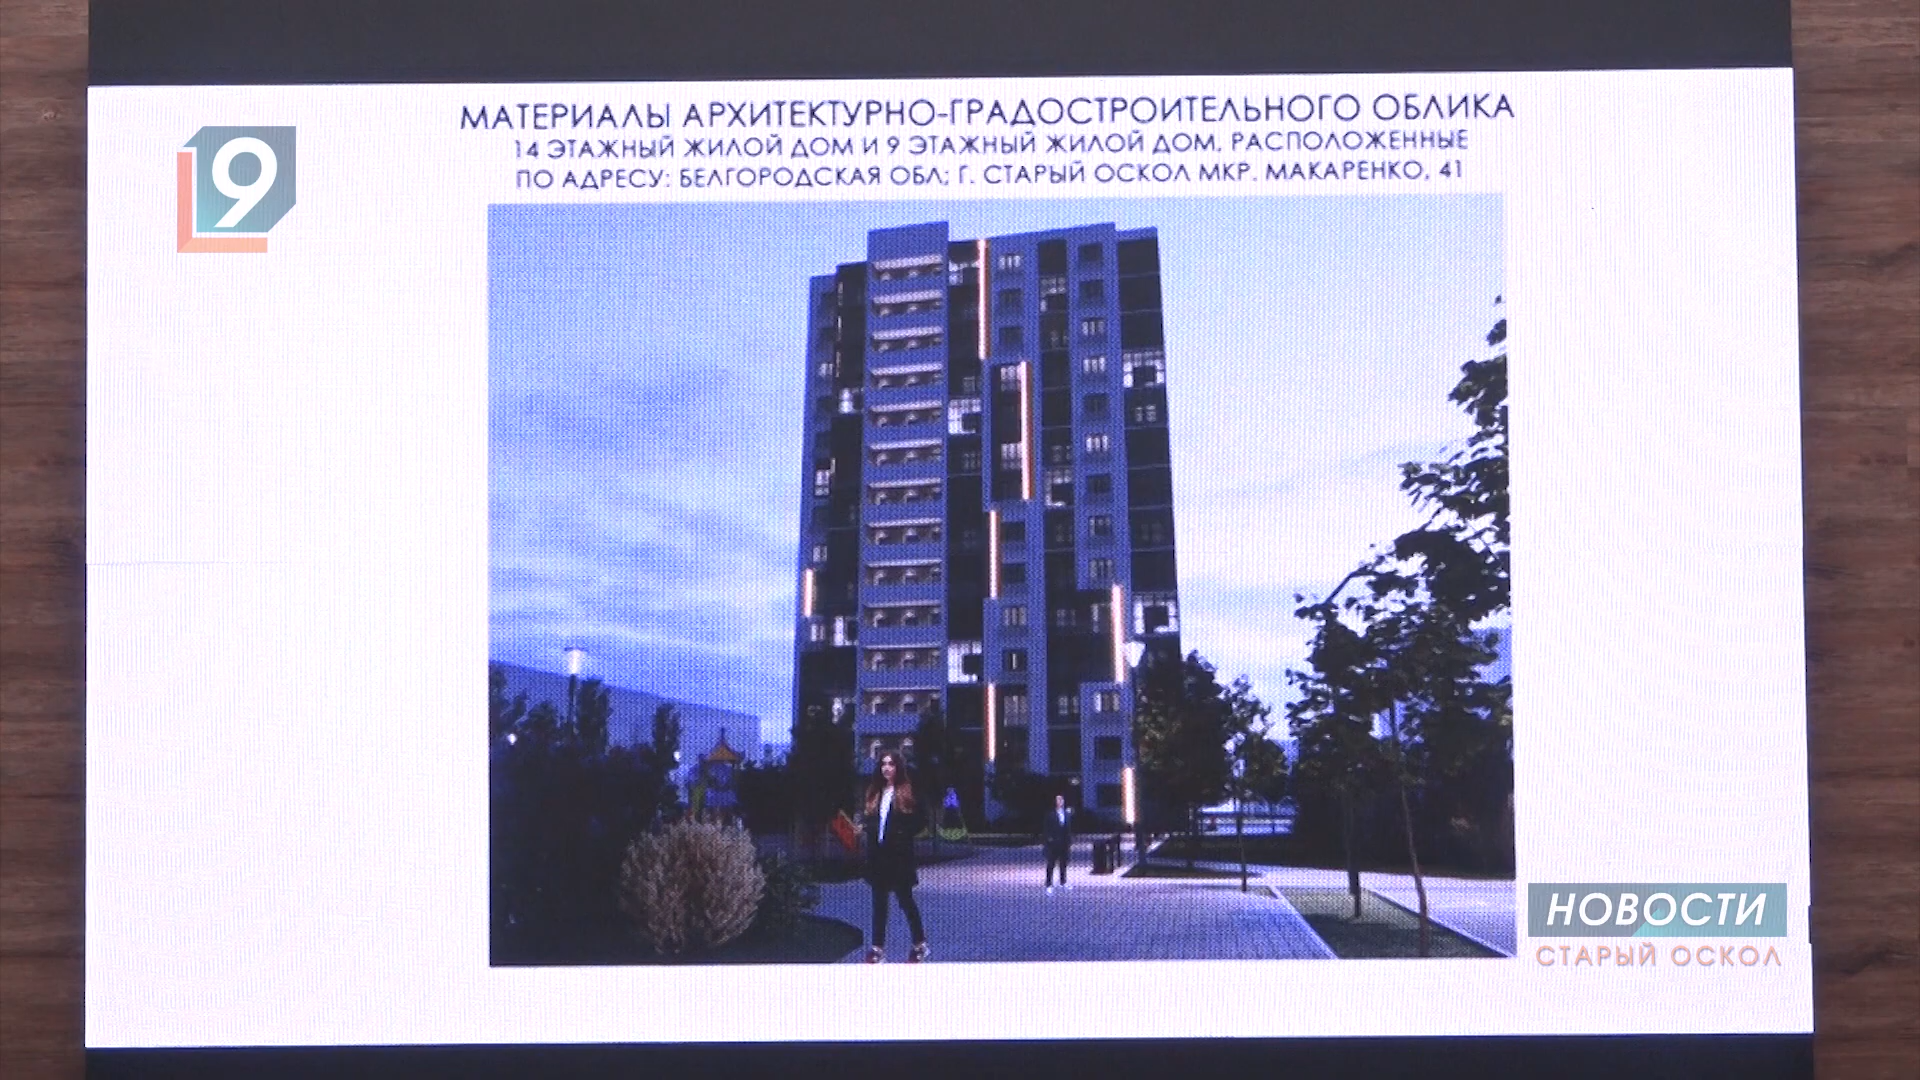 МАТЕРИАЛЫ АРХИТЕКТУРНО-ГРАДОСТРОИТЕЛЬНОГО ОБЛИКА
14 ЭТАЖНЫЙ ЖИЛОЙ ДОМ И 9 ЭТАЖНЫЙ ЖИЛОЙ ДОМ, РАСПОЛОЖЕННЫЕ
ПО АДРЕСУ: БЕЛГОРОДСКАЯ ОБЛ; Г. СТАРЫЙ ОСКОЛ МКР. МАКАРЕНКО, 41
9
НОВОСТИ
СТАРЫЙ ОСКОЛ